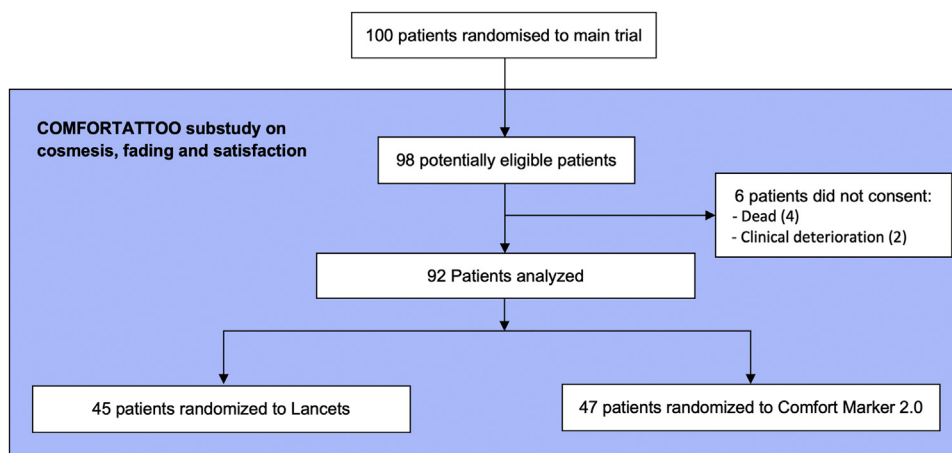 100 patients randomised to main trial
COMFORTATTOO substudy on
cosmesis, fading and satisfaction
98 potentially eligible patients
6 patients did not consent:
- Dead (4)
- Clinical deterioration (2)
92 Patients analyzed
45 patients randomized to Lancets
47 patients randomized to Comfort Marker 2.0